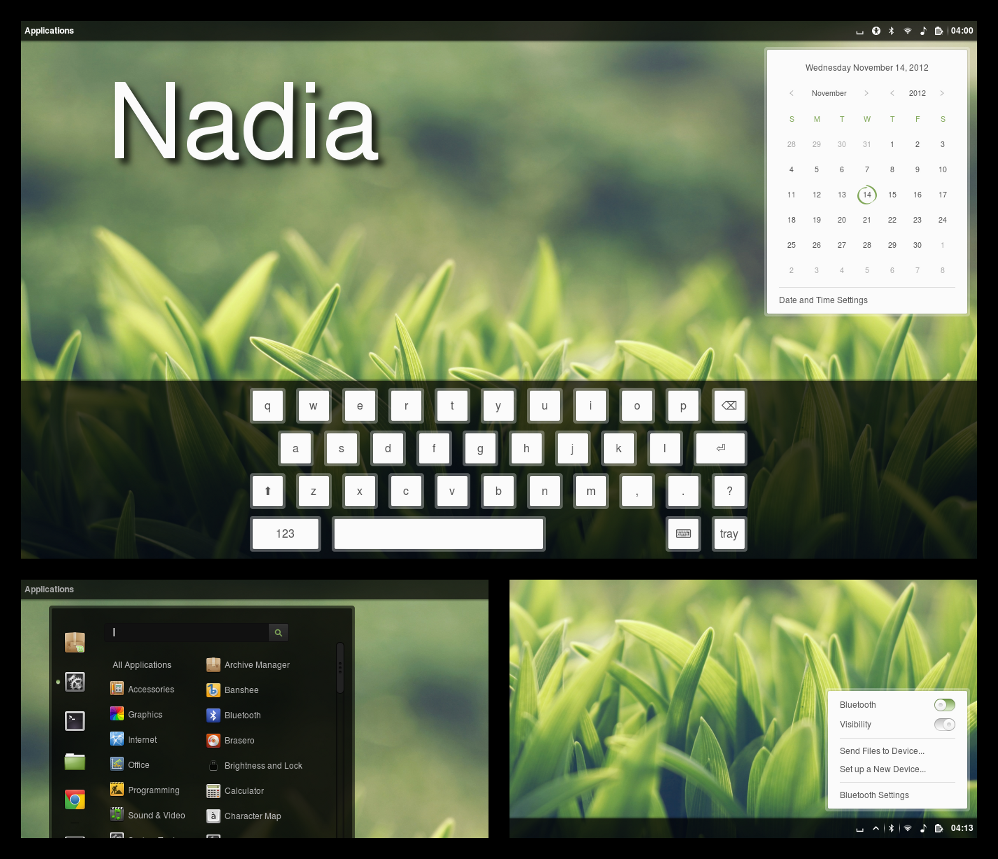 Applications
04:00
Nadia
Wednesday November 14, 2012
November 2012
S M T W T F S
28 29 30 31 1 2 3
4 5 6 7 8 9 10
11 12 13 14 15 16 17
18 19 20 21 22 23 24
25 26 27 28 29 30 1
2 3 4 5 6 7 8
Date and Time Settings
q w e r t y u i o p
a s d f g h j k l
z x c v b n m , . ?
123 tray
Applications
All Applications
Accessories
Graphics
Internet
Office
Programming
Sound & Video
Archive Manager
Banshee
Bluetooth
Brasero
Brightness and Lock
Calculator
Character Map
Bluetooth
Visibility
Send Files to Device...
Set up a New Device...
Bluetooth Settings
04:13